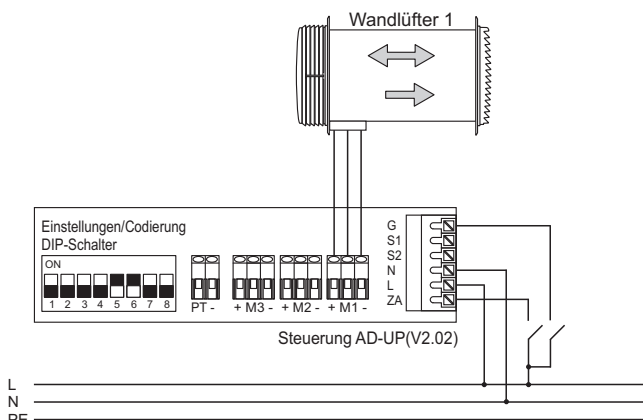 Wandlüfter 1
Einstellungen/Codierung
DIP-Schalter
ON
1 2 3 4 5 6 7 8
PT - + M3 - + M2 - + M1 -
G
S1
S2
N
L
ZA
Steuerung AD-UP(V2.02)
L
N
PE